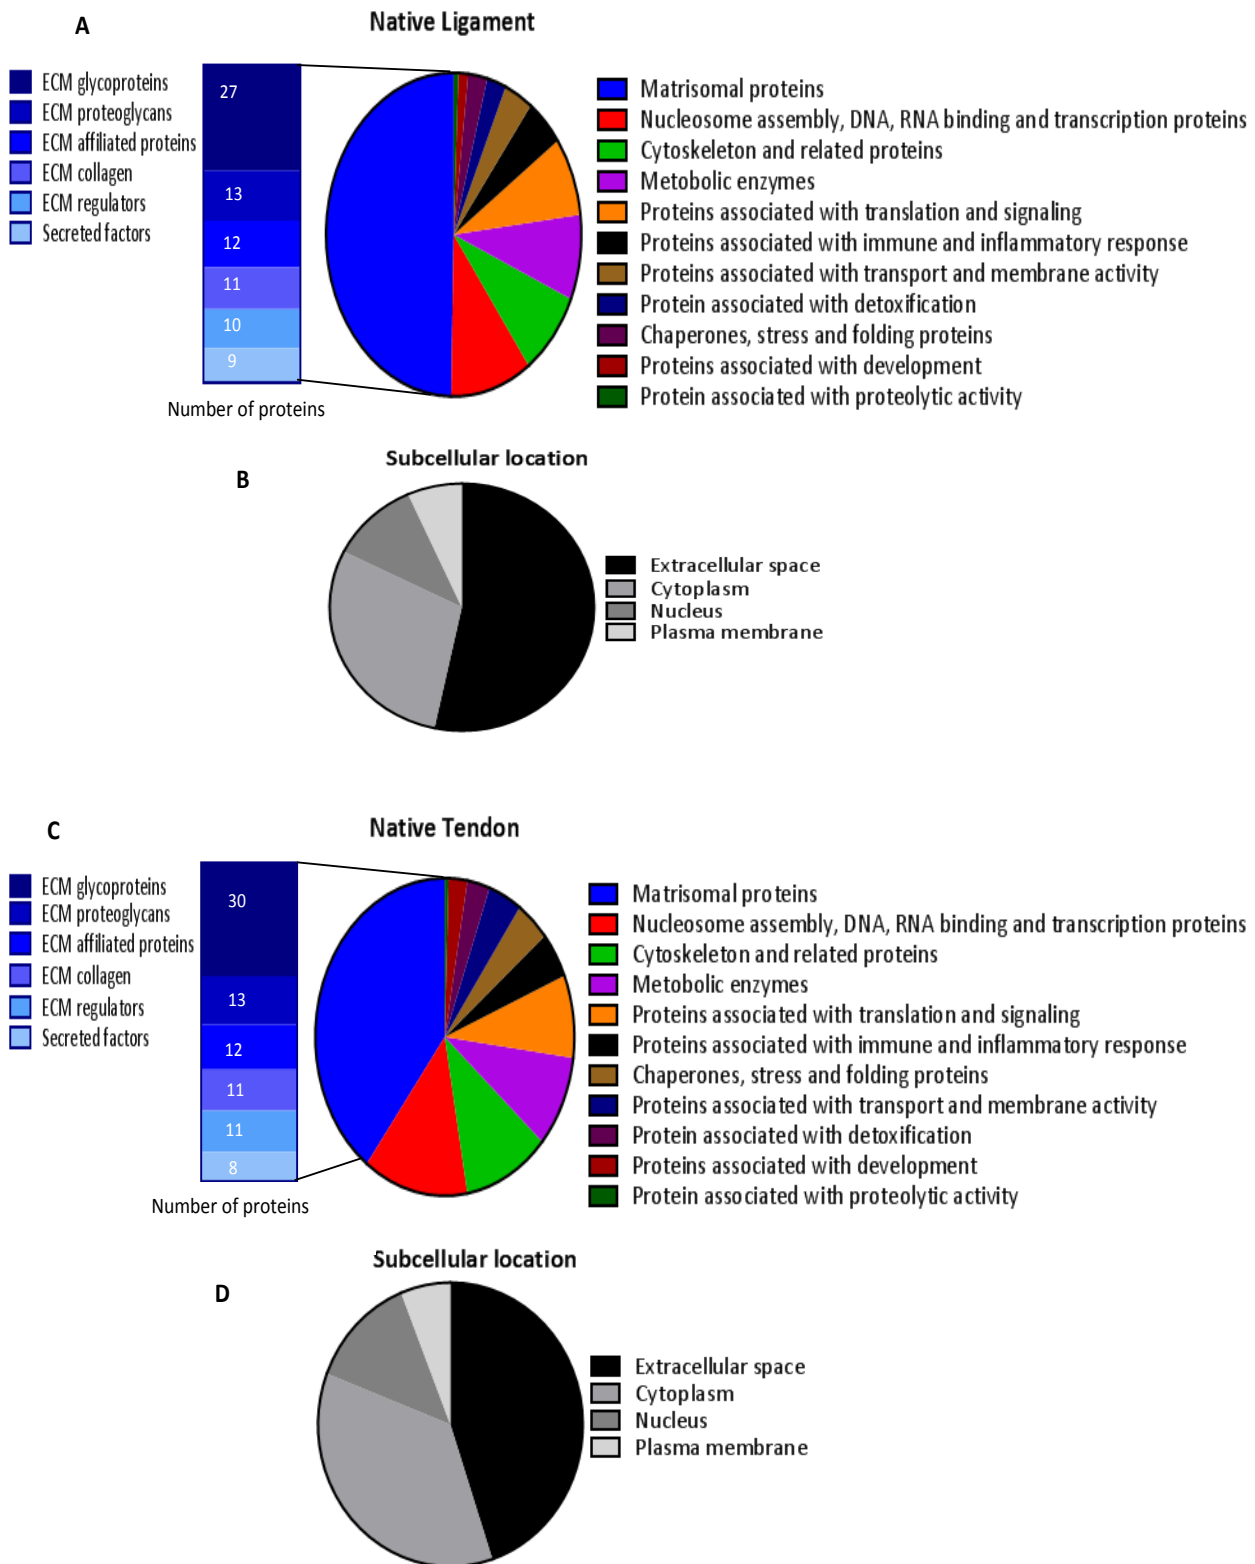 A
Native Ligament
ECM glycoproteins
ECM proteoglycans
ECM affiliated proteins
ECM collagen
ECM regulators
Secreted factors
27
13
12
11
10
9
Number of proteins
Matrisomal proteins
Nucleosome assembly, DNA, RNA binding and transcription proteins
Cytoskeleton and related proteins
Metobolic enzymes
Proteins associated with translation and signaling
Proteins associated with immune and inflammatory response
Proteins associated with transport and membrane activity
Protein associated with detoxification
Chaperones, stress and folding proteins
Proteins associated with development
Protein associated with proteolytic activity
B
Subcellular location
Extracellular space
Cytoplasm
Nucleus
Plasma membrane
C
Native Tendon
ECM glycoproteins
ECM proteoglycans
ECM affiliated proteins
ECM collagen
ECM regulators
Secreted factors
30
13
12
11
11
8
Number of proteins
Matrisomal proteins
Nucleosome assembly, DNA, RNA binding and transcription proteins
Cytoskeleton and related proteins
Metobolic enzymes
Proteins associated with translation and signaling
Proteins associated with immune and inflammatory response
Chaperones, stress and folding proteins
Proteins associated with transport and membrane activity
Protein associated with detoxification
Proteins associated with development
Protein associated with proteolytic activity
Subcellular location
D
Extracellular space
Cytoplasm
Nucleus
Plasma membrane